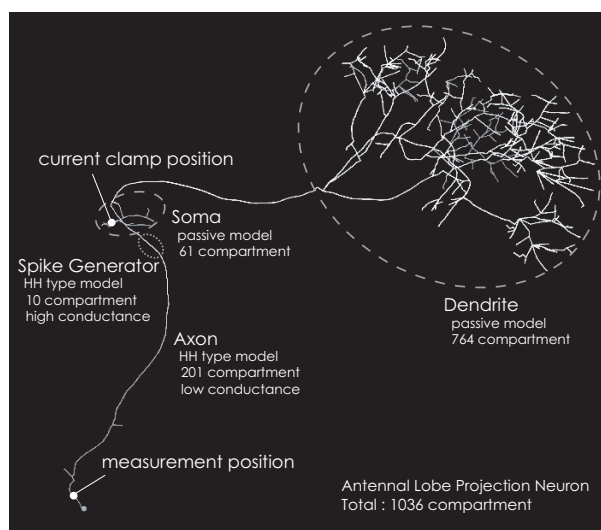 current clamp position
Soma
passive model
61 compartment
Spike Generator
HH type model
10 compartment
high conductance
Dendrite
passive model
764 compartment
Axon
HH type model
201 compartment
low conductance
measurement position
Antennal Lobe Projection Neuron
Total : 1036 compartment